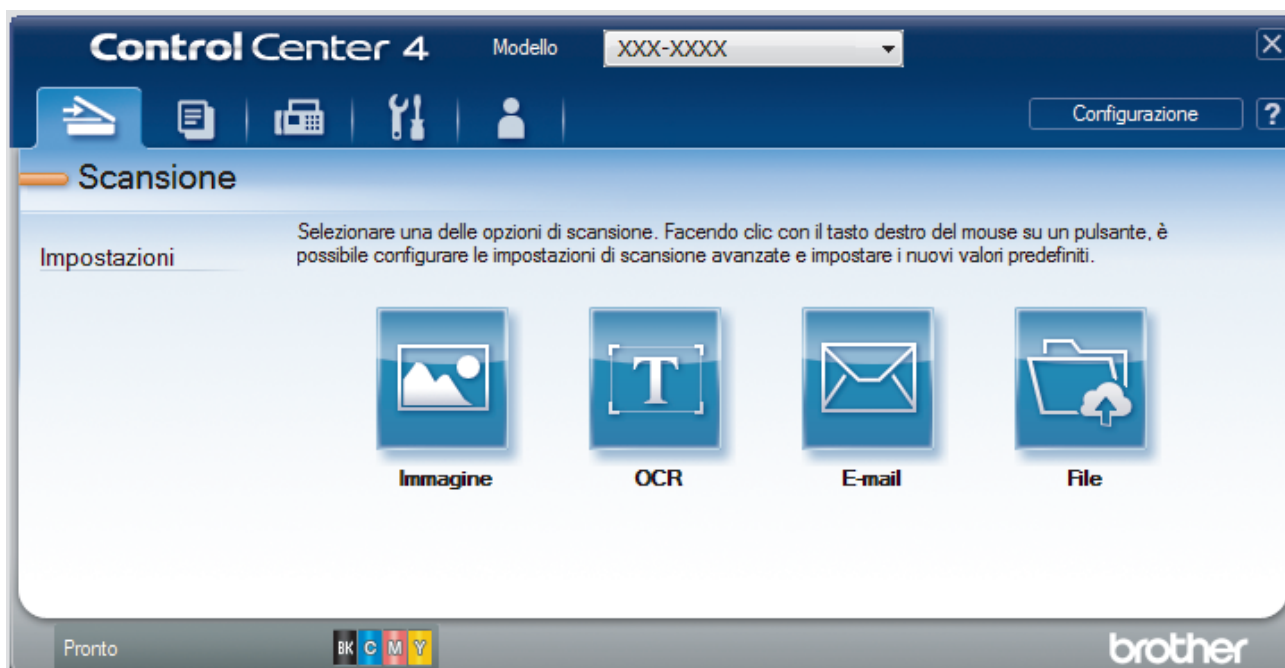 Control Center 4 Modello XXX-XXXX X
Configurazione ?
Scansione
Impostazioni
Selezionare una delle opzioni di scansione. Facendo clic con il tasto destro del mouse su un pulsante, è
possibile configurare le impostazioni di scansione avanzate e impostare i nuovi valori predefiniti.
T
Immagine OCR E-mail File
Pronto BK C M Y brother